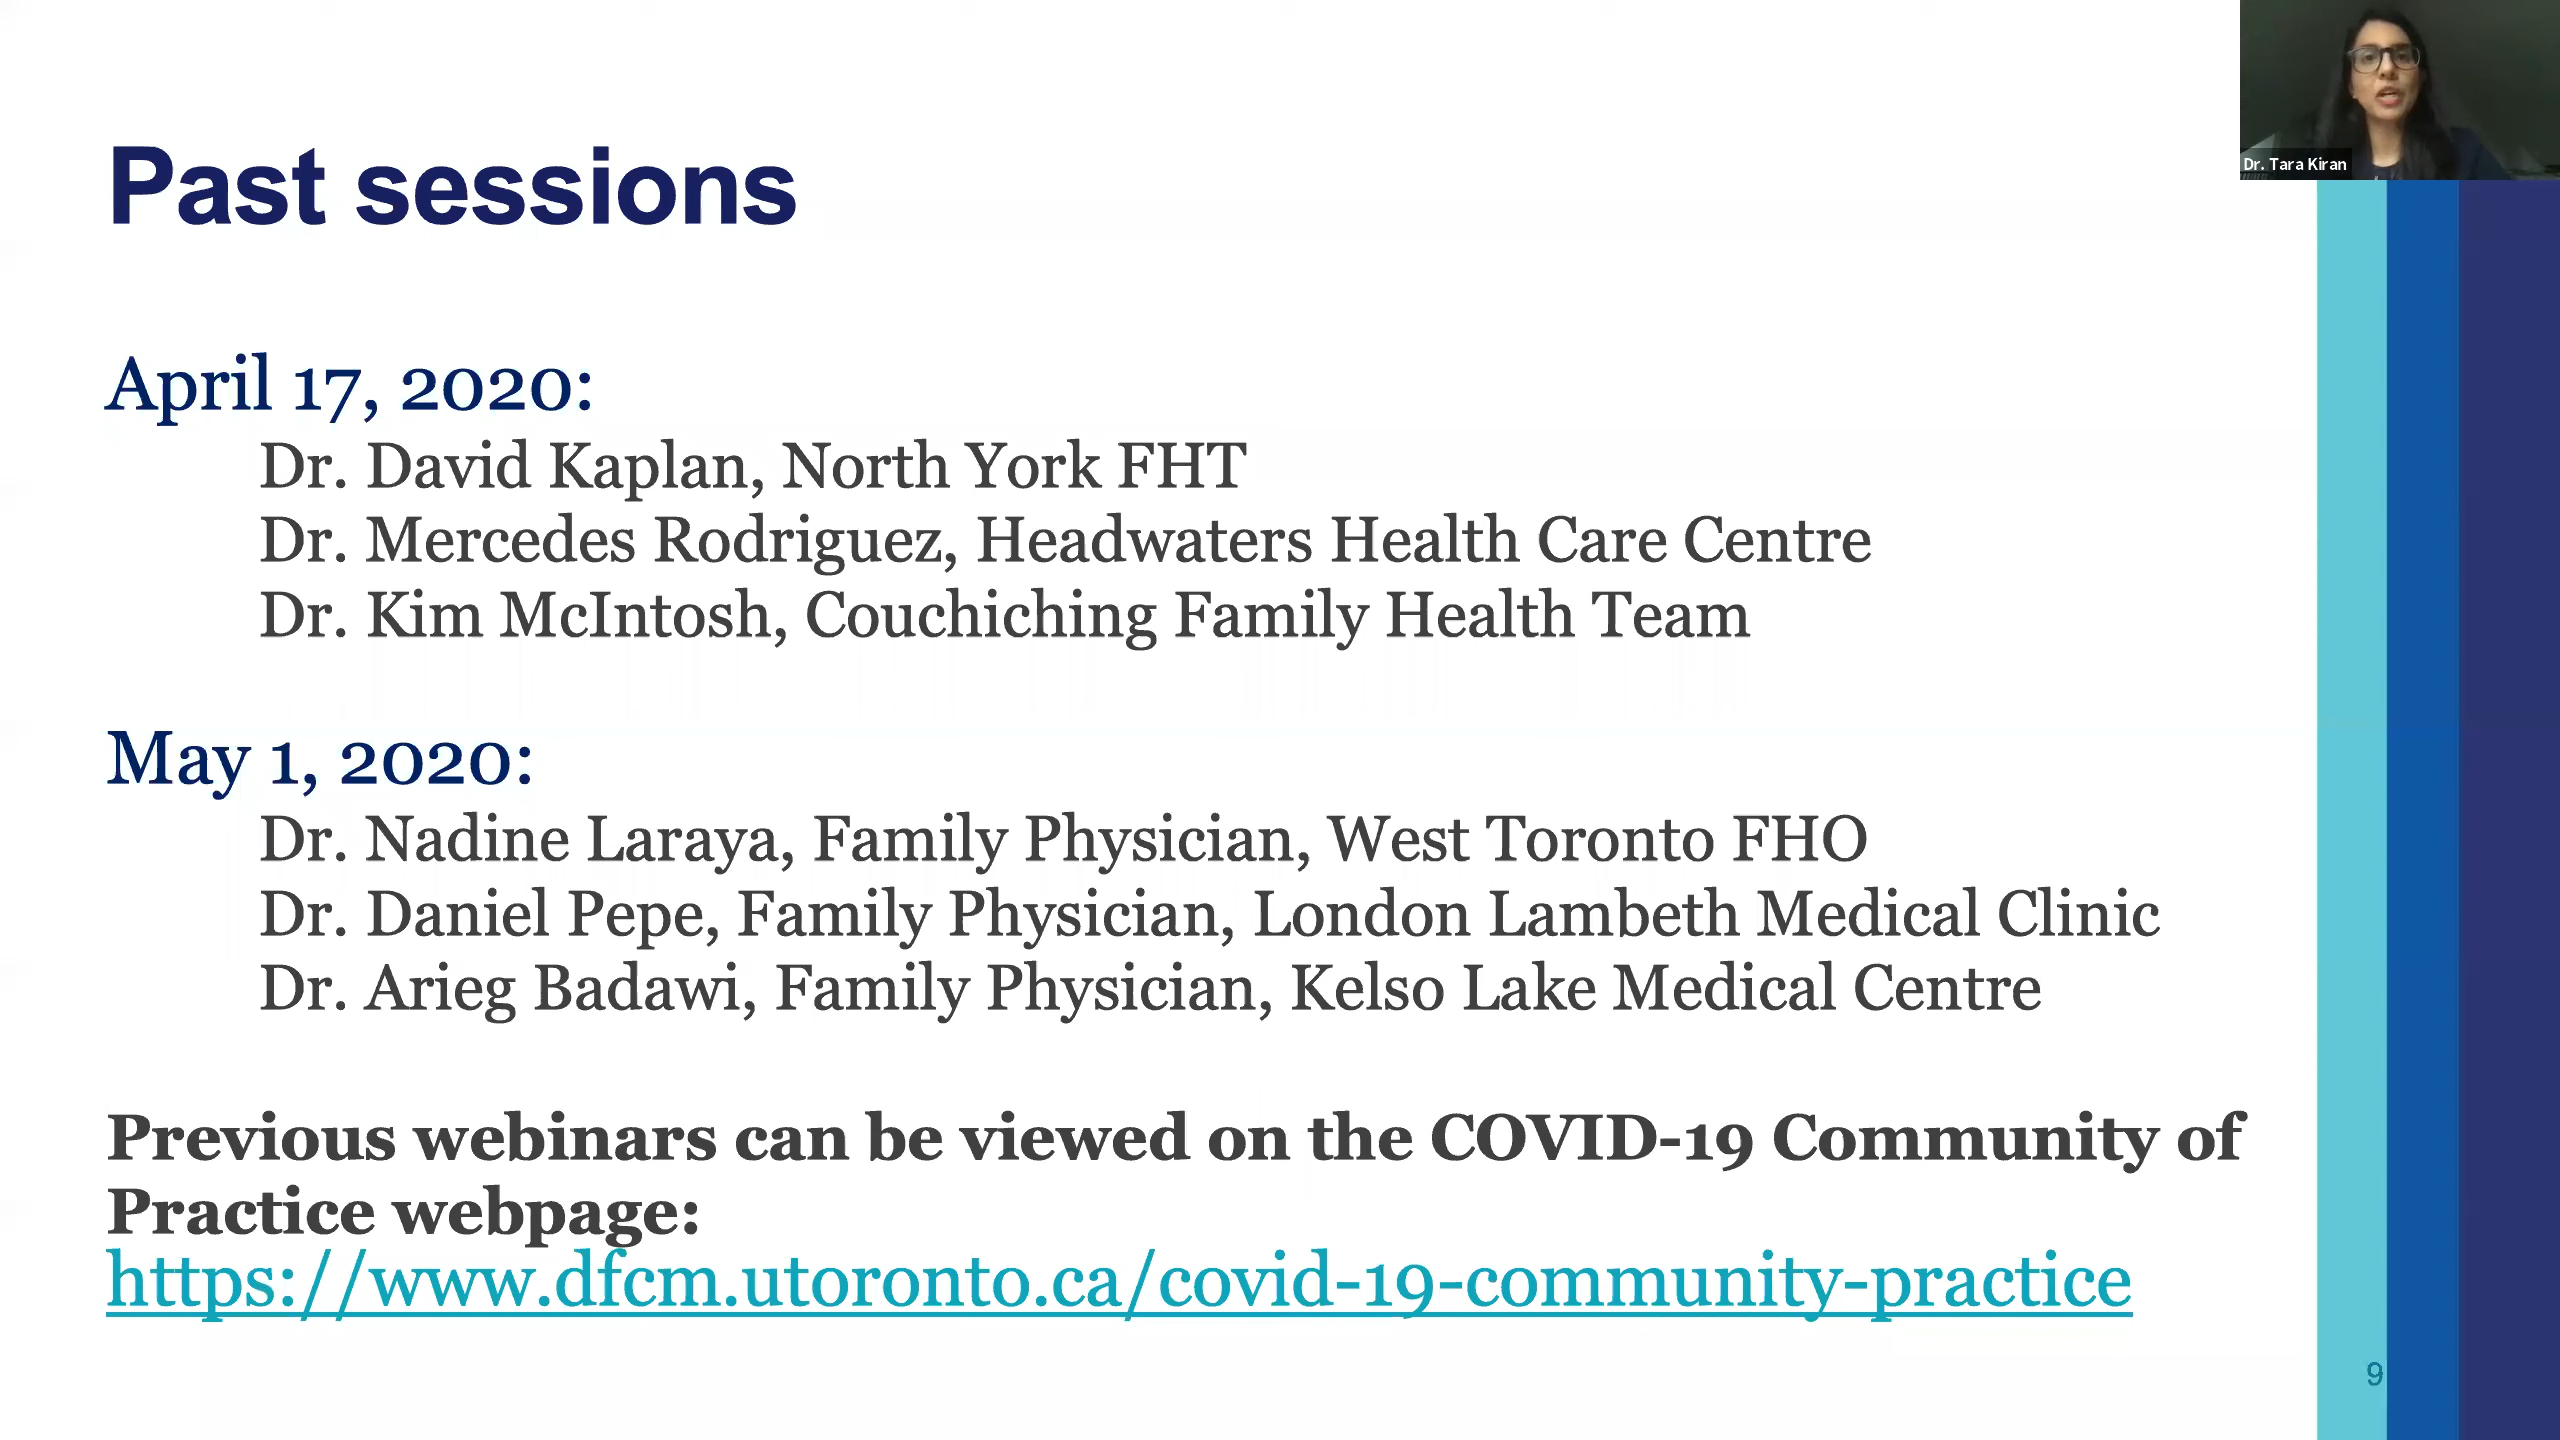 Dr. Tara Kiran
Past sessions
April 17, 2020:
Dr. David Kaplan, North York FHT
Dr. Mercedes Rodriguez, Headwaters Health Care Centre
Dr. Kim McIntosh, Couchiching Family Health Team
May 1, 2020:
Dr. Nadine Laraya, Family Physician, West Toronto FHO
Dr. Daniel Pepe, Family Physician, London Lambeth Medical Clinic
Dr. Arieg Badawi, Family Physician, Kelso Lake Medical Centre
Previous webinars can be viewed on the COVID-19 Community of
Practice webpage:
https://www.dfcm.utoronto.ca/covid-19-community-practice
9